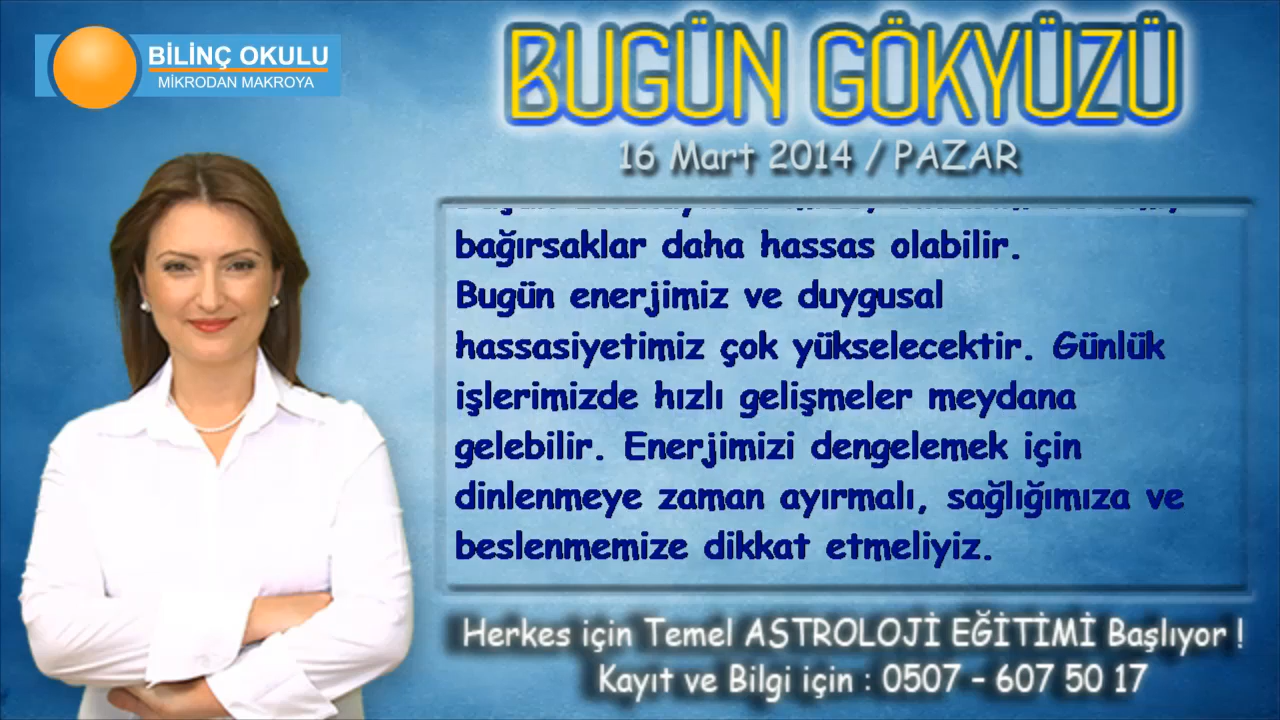 BİLİNÇ OKULU
MİKRODAN MAKROYA
BUGÜN GÖKYÜZÜ
16 Mart 2014 / PAZAR
bağırsaklar daha hassas olabilir.
Bugün enerjimiz ve duygusal
hassasiyetimiz çok yükselecektir. Günlük
işlerimizde hızlı gelişmeler meydana
gelebilir. Enerjimizi dengelemek için
dinlenmeye zaman ayırmalı, sağlığımıza ve
beslenmemize dikkat etmeliyiz.
Herkes için Temel ASTROLOJİ EĞİTİMİ Başlıyor !
Kayıt ve Bilgi için : 0507 – 607 50 17